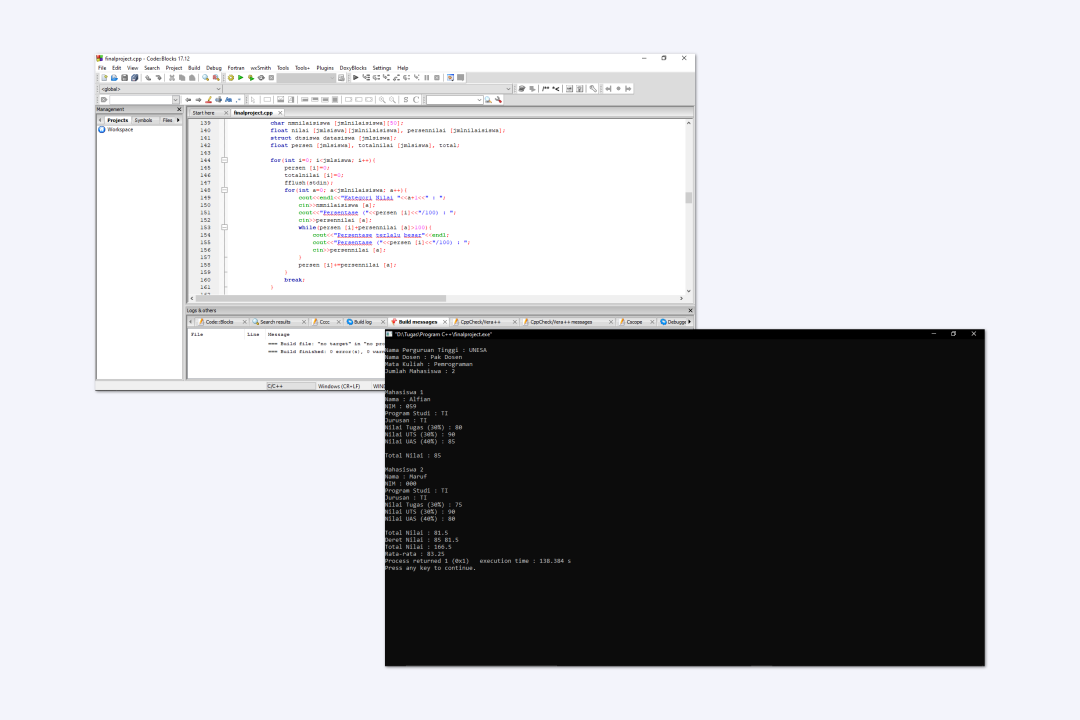 finalproject.cpp - Code::Blocks 17.12
File Edit View Search Project Build Debug Fortran wxSmith Tools Tools+ Plugins DoxyBlocks Settings Help
<global>
Management
Projects Symbols Files
Workspace
Start here finalproject.cpp
139 char nmnilaisiswa [jmlnilaisiswa][50];
140 float nilai [jmlsiswa][jmlnilaisiswa], persennilai [jmlnilaisiswa];
141 struct dtsiswa datasiswa [jmlsiswa];
142 float persen [jmlsiswa], totalnilai [jmlsiswa], total;
143
144 for(int i=0; i<jmlsiswa; i++){
145 persen [i]=0;
146 totalnilai [i]=0;
147 fflush(stdin);
148 for(int a=0; a<jmlnilaisiswa; a++){
149 cout<<endl<<"Kategori Nilai "<<a+1<<" : ";
150 cin>>nmnilaisiswa [a];
151 cout<<"Persentase ("<<persen [i]<<"/100) : ";
152 cin>>persennilai [a];
153 while(persen [i]+persennilai [a]>100){
154 cout<<"Persentase terlalu besar"<<endl;
155 cout<<"Persentase ("<<persen [i]<<"/100) : ";
156 cin>>persennilai [a];
157 }
158 persen [i]+=persennilai [a];
159 }
160 break;
161 }
Logs & others
Code::Blocks Search results Cccc Build log Build messages CppCheck/Vera++ CppCheck/Vera++ messages Cscope Debugge
File Line Message
=== Build file: "no target" in "no pro
=== Build finished: 0 error(s), 0 warn
C/C++ Windows (CR+LF) WIND
"D:\Tugas\Program C++\finalproject.exe"
Nama Perguruan Tinggi : UNESA
Nama Dosen : Pak Dosen
Mata Kuliah : Pemrograman
Jumlah Mahasiswa : 2
Mahasiswa 1
Nama : Alfian
NIM : 059
Program Studi : TI
Jurusan : TI
Nilai Tugas (30%) : 80
Nilai UTS (30%) : 90
Nilai UAS (40%) : 85
Total Nilai : 85
Mahasiswa 2
Nama : Maruf
NIM : 000
Program Studi : TI
Jurusan : TI
Nilai Tugas (30%) : 75
Nilai UTS (30%) : 90
Nilai UAS (40%) : 80
Total Nilai : 81.5
Deret Nilai : 85 81.5
Total Nilai : 166.5
Rata-rata : 83.25
Process returned 1 (0x1) execution time : 138.384 s
Press any key to continue.